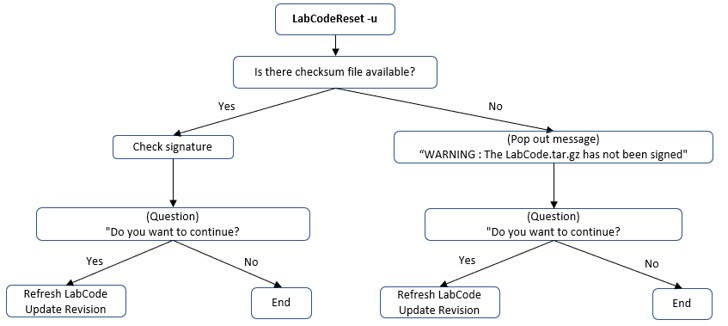 LabCodeReset -u
Is there checksum file available?
Yes
No
Check signature
(Pop out message)
“WARNING : The LabCode.tar.gz has not been signed"
(Question)
"Do you want to continue?
(Question)
"Do you want to continue?
Yes
No
Yes
No
Refresh LabCode
Update Revision
End
Refresh LabCode
Update Revision
End